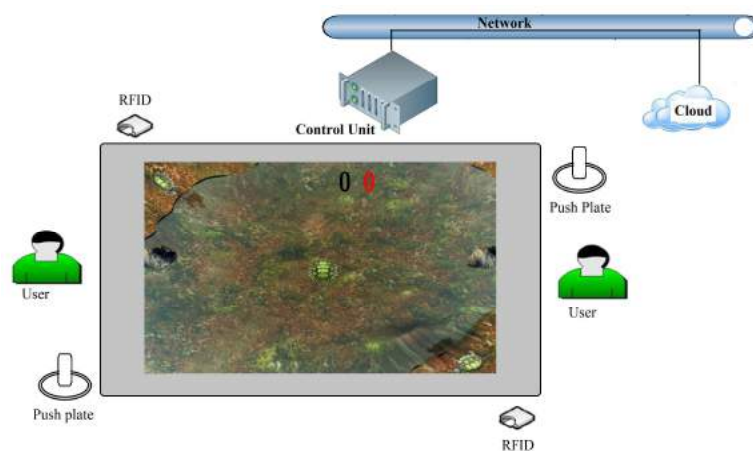 Network
Cloud
RFID
Control Unit
0 0
Push Plate
User
User
Push plate
RFID